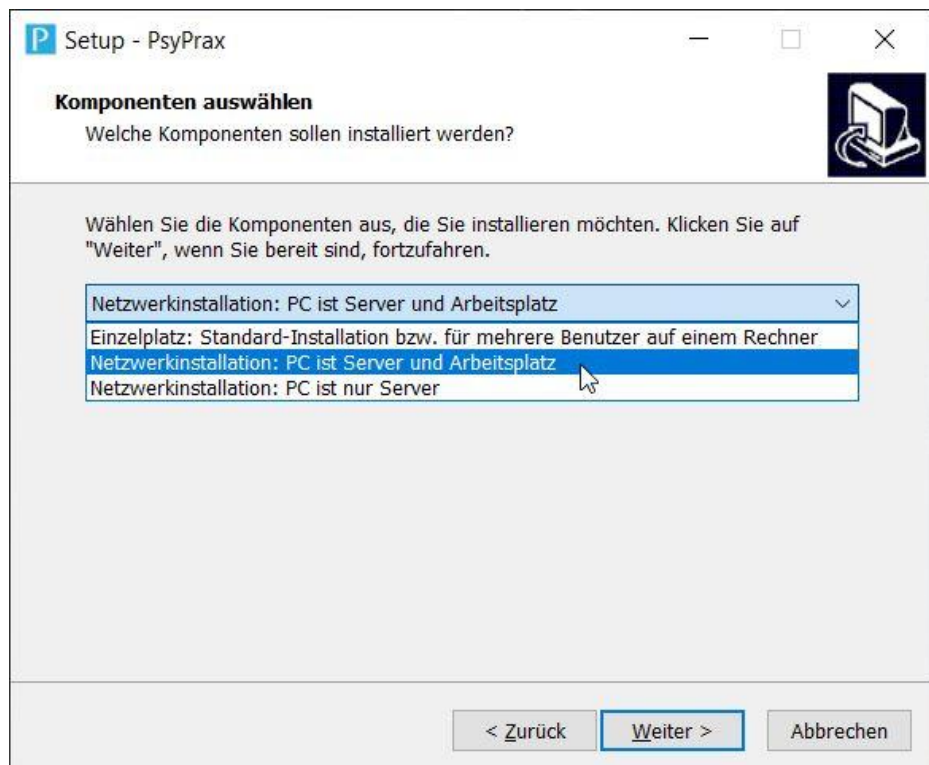 P Setup - PsyPrax
Komponenten auswählen
Welche Komponenten sollen installiert werden?
Wählen Sie die Komponenten aus, die Sie installieren möchten. Klicken Sie auf
"Weiter", wenn Sie bereit sind, fortzufahren.
Netzwerkinstallation: PC ist Server und Arbeitsplatz
Einzelplatz: Standard-Installation bzw. für mehrere Benutzer auf einem Rechner
Netzwerkinstallation: PC ist Server und Arbeitsplatz
Netzwerkinstallation: PC ist nur Server
< Zurück Weiter > Abbrechen